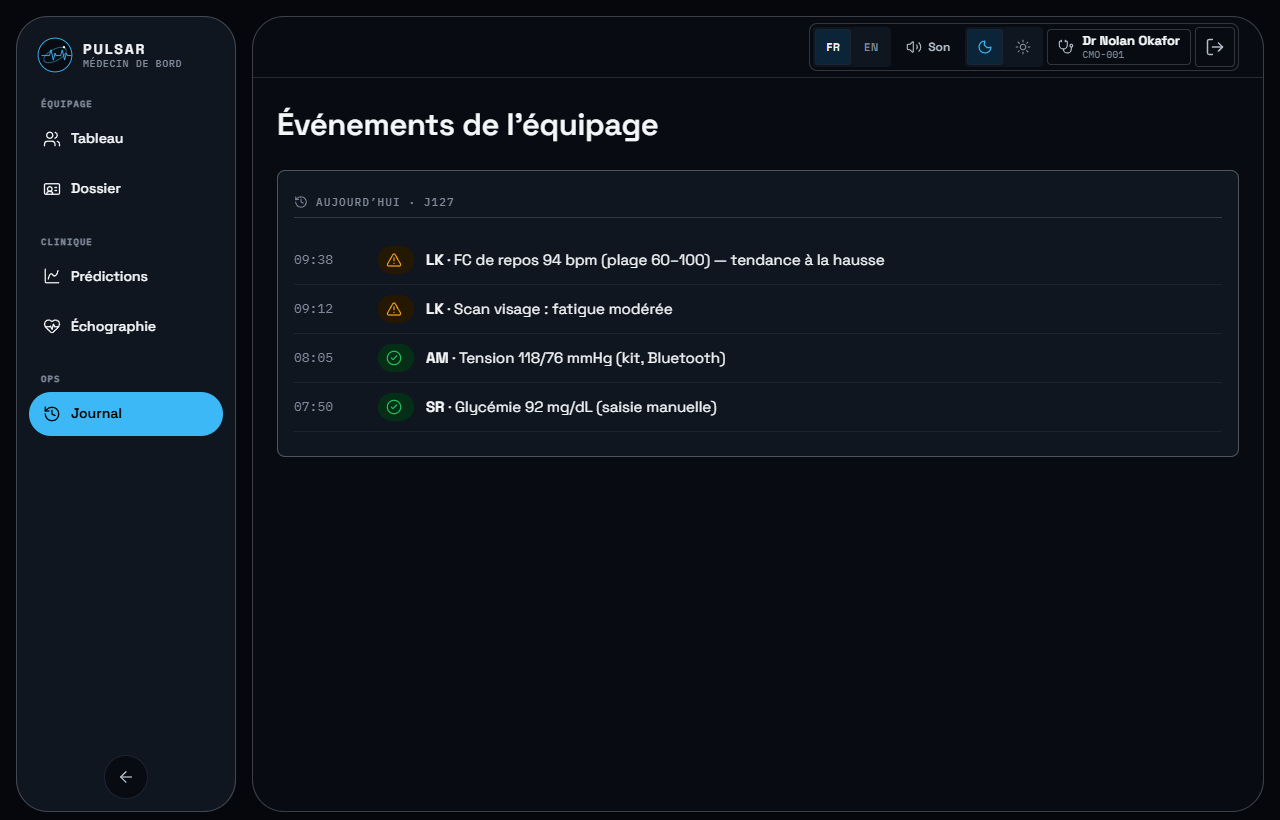 PULSAR
MÉDECIN DE BORD
ÉQUIPAGE
Tableau
Dossier
CLINIQUE
Prédictions
Échographie
OPS
Journal
FR
EN
Son
Dr Nolan Okafor
CMO-001
Événements de l’équipage
AUJOURD’HUI · J127
09:38 LK · FC de repos 94 bpm (plage 60–100) — tendance à la hausse
09:12 LK · Scan visage : fatigue modérée
08:05 AM · Tension 118/76 mmHg (kit, Bluetooth)
07:50 SR · Glycémie 92 mg/dL (saisie manuelle)